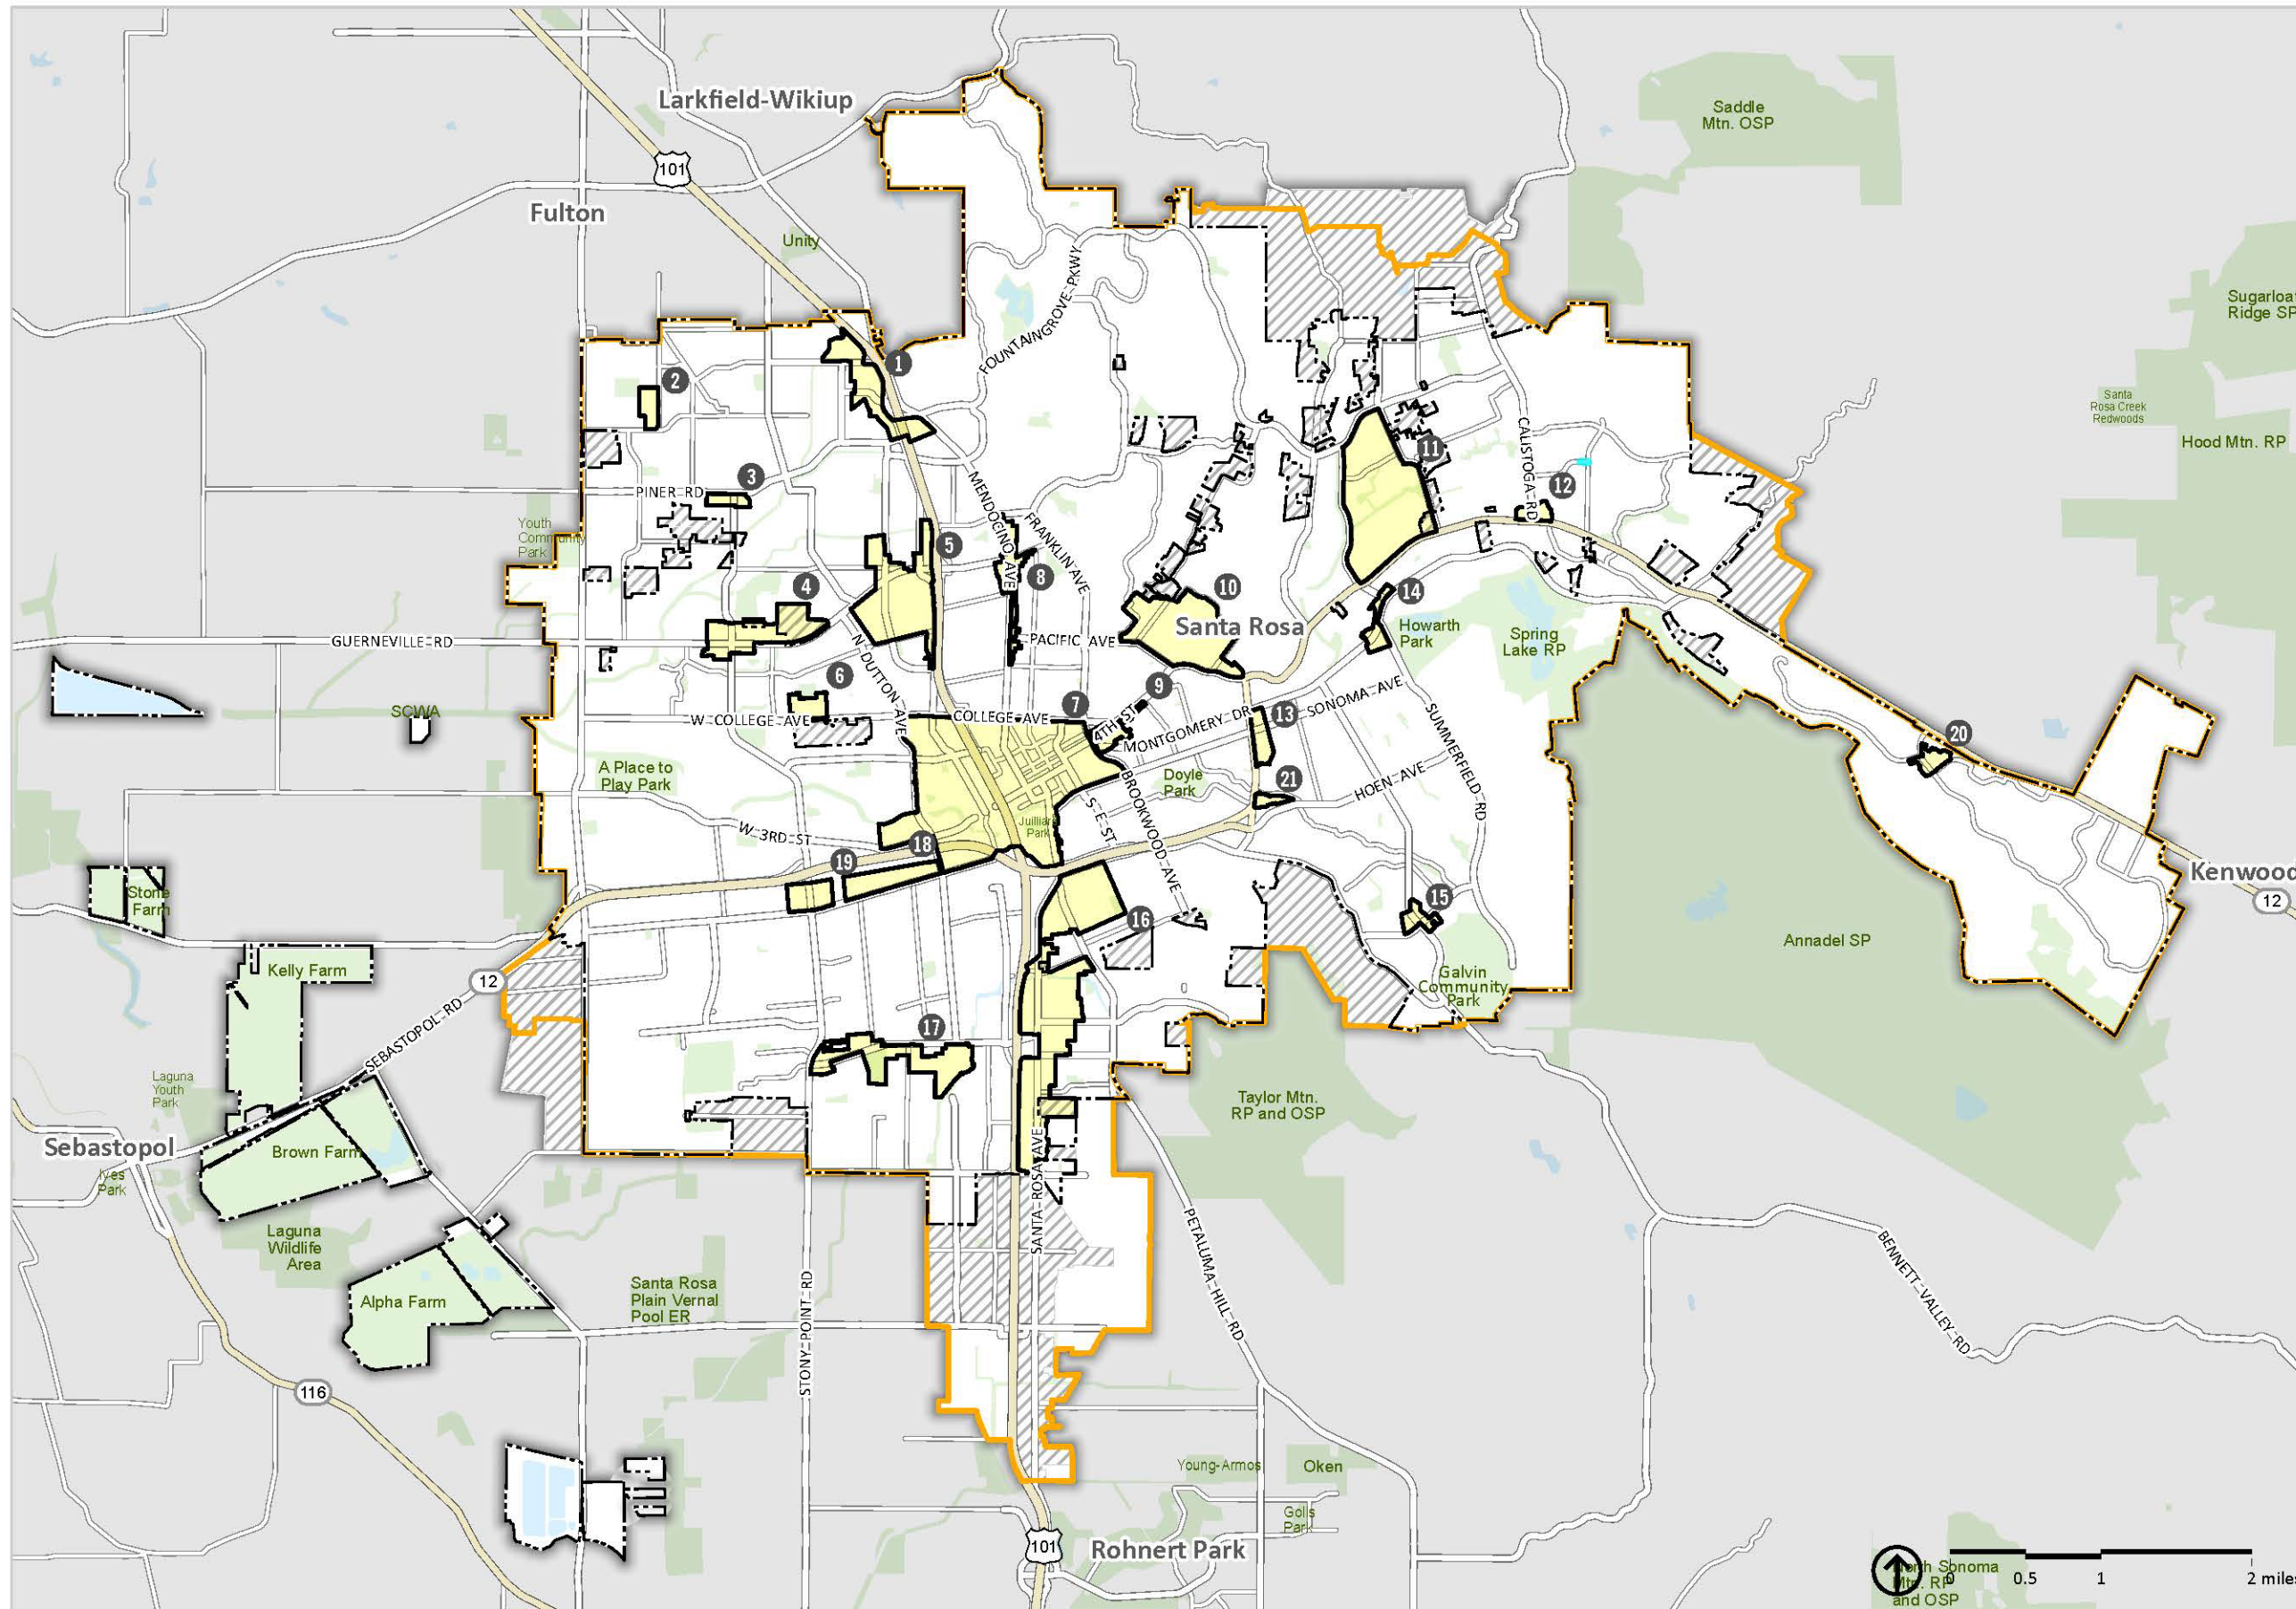 Larkfield-Wikiup
Saddle
Mtn. OSP
101
Fulton
Unity
FOUNTAINGROVE PKWY
Sugarloa
Ridge SP
1
2
Santa
Rosa Creek
Redwoods
Hood Mtn. RP
CALISTOGA RD
11
3
PINER RD
12
MENDOCINO AVE
FRANKLIN AVE
Youth
Community
Park
5
8
4
10
14
Santa Rosa
Howarth
Park
Spring
Lake RP
GUERNEVILLE RD
PACIFIC AVE
N DUTTON AVE
6
9
SONOMA AVE
SCWA
W COLLEGE AVE
COLLEGE AVE
7
4TH ST
13
MONTGOMERY DR
SUMMERFIELD RD
20
A Place to
Play Park
Doyle
Park
21
HOEN AVE
BROOKWOOD AVE
S E ST
Juilliard
Park
W 3RD ST
18
19
Kenwood
12
Stone
Farm
15
16
Annadel SP
Kelly Farm
12
Galvin
Community
Park
SEBASTOPOL RD
17
Laguna
Youth
Park
Taylor Mtn.
RP and OSP
Sebastopol
Brown Farm
Ives
Park
SANTA ROSA AVE
Laguna
Wildlife
Area
PETALUMA HILL RD
BENNETT VALLEY RD
Santa Rosa
Plain Vernal
Pool ER
Alpha Farm
STONY POINT RD
116
Young-Armos
Oken
Golis
Park
101
Rohnert Park
North Sonoma
Mtn. RP
and OSP
0
0.5
1
2 miles